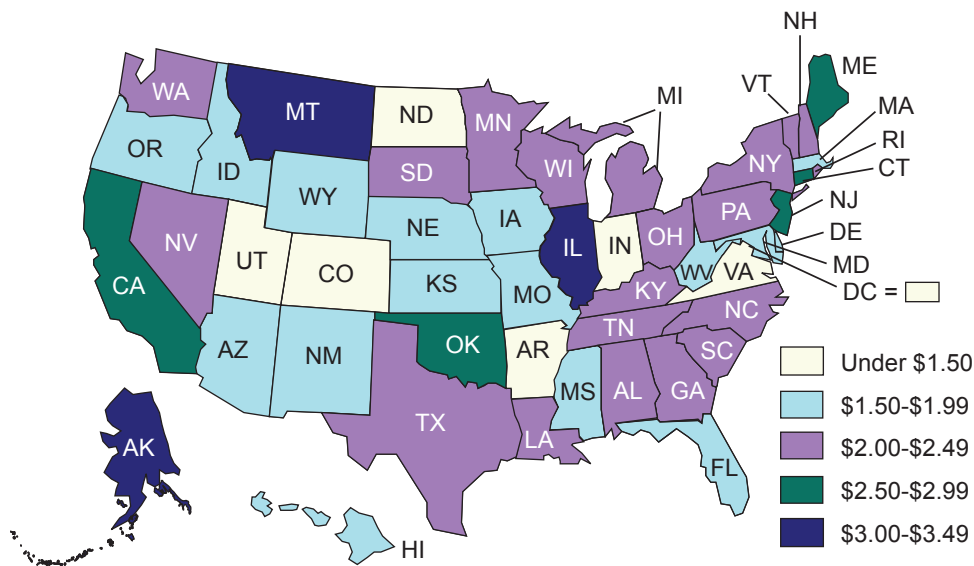 NH
ME
VT
MA
MI
RI
CT
NJ
DE
MD
DC =
WA
MT
ND
MN
OR
ID
WY
SD
WI
NY
NE
IA
PA
NV
UT
CO
KS
MO
IL
IN
OH
WV
VA
CA
KY
NC
AZ
NM
OK
AR
TN
SC
TX
LA
MS
AL
GA
FL
AK
HI
Under $1.50
$1.50-$1.99
$2.00-$2.49
$2.50-$2.99
$3.00-$3.49